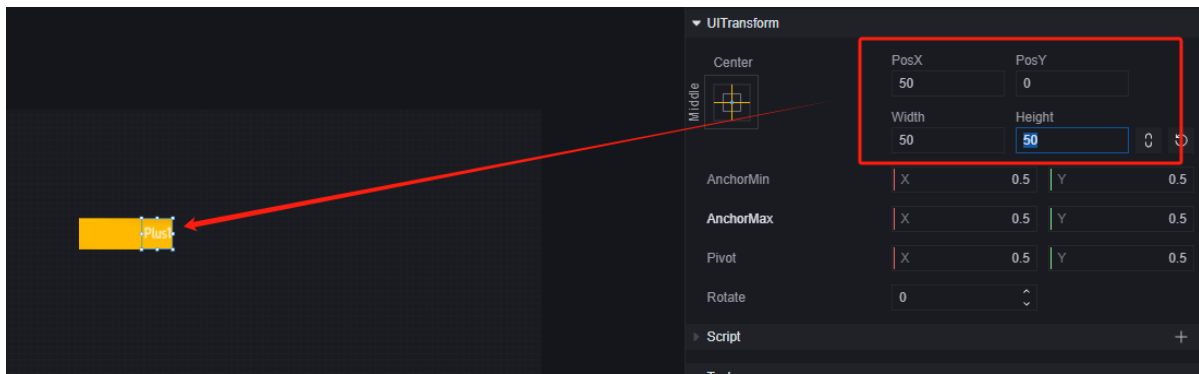 UITransform
Center
Middle
PosX PosY
50 0
Width Height
50 50
Plus1
AnchorMin X 0.5 Y 0.5
AnchorMax X 0.5 Y 0.5
Pivot X 0.5 Y 0.5
Rotate 0
Script